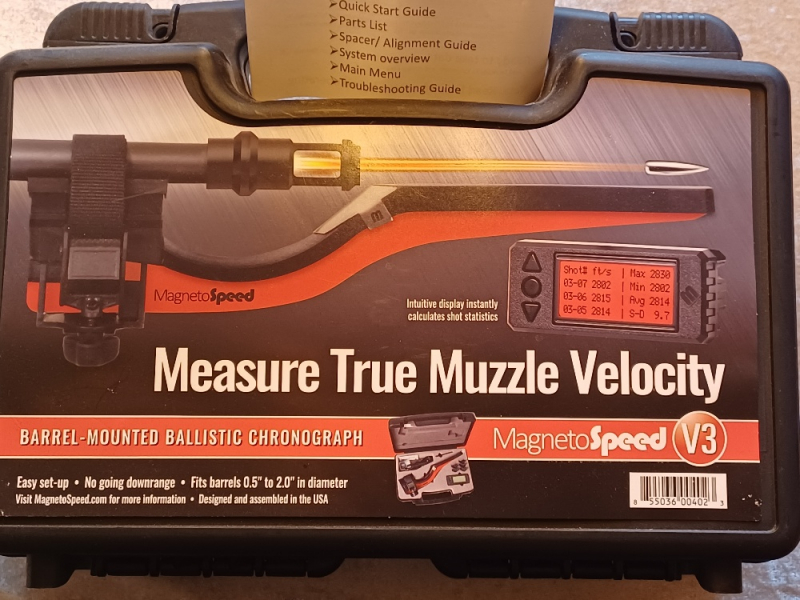 ➢Quick Start Guide
➢Parts List
➢Spacer/ Alignment Guide
➢System overview
➢Main Menu
➢Troubleshooting Guide
m
MagnetoSpeed
Intuitive display instantly
calculates shot statistics
Shot# ft/s | Max 2830
03-07 2802 | Min 2802
03-06 2815 | Avg 2814
03-05 2814 | S-D 9.7
Measure True Muzzle Velocity
BARREL-MOUNTED BALLISTIC CHRONOGRAPH
MagnetoSpeed V3
Easy set-up • No going downrange • Fits barrels 0.5" to 2.0" in diameter
Visit MagnetoSpeed.com for more information • Designed and assembled in the USA
8 55036 00402 3